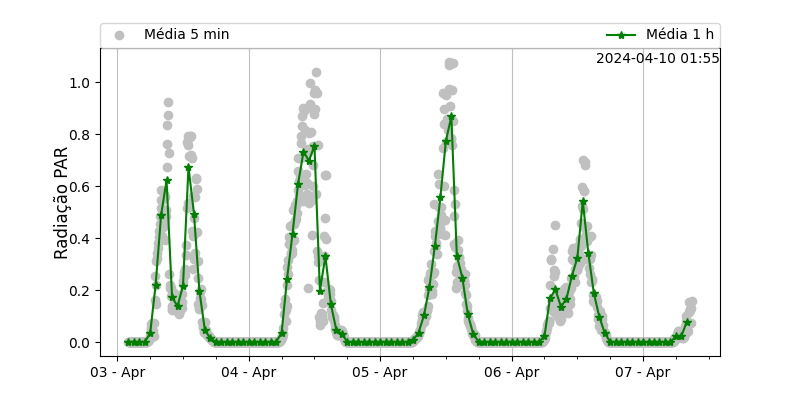 Média 5 min
Média 1 h
2024-04-10 01:55
Radiação PAR
1.0
0.8
0.6
0.4
0.2
0.0
03 - Apr
04 - Apr
05 - Apr
06 - Apr
07 - Apr